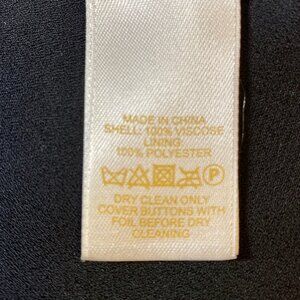 MADE IN CHINA
SHELL: 100% VISCOSE
LINING
100% POLYESTER
P
DRY CLEAN ONLY
COVER BUTTONS WITH
FOIL BEFORE DRY
CLEANING